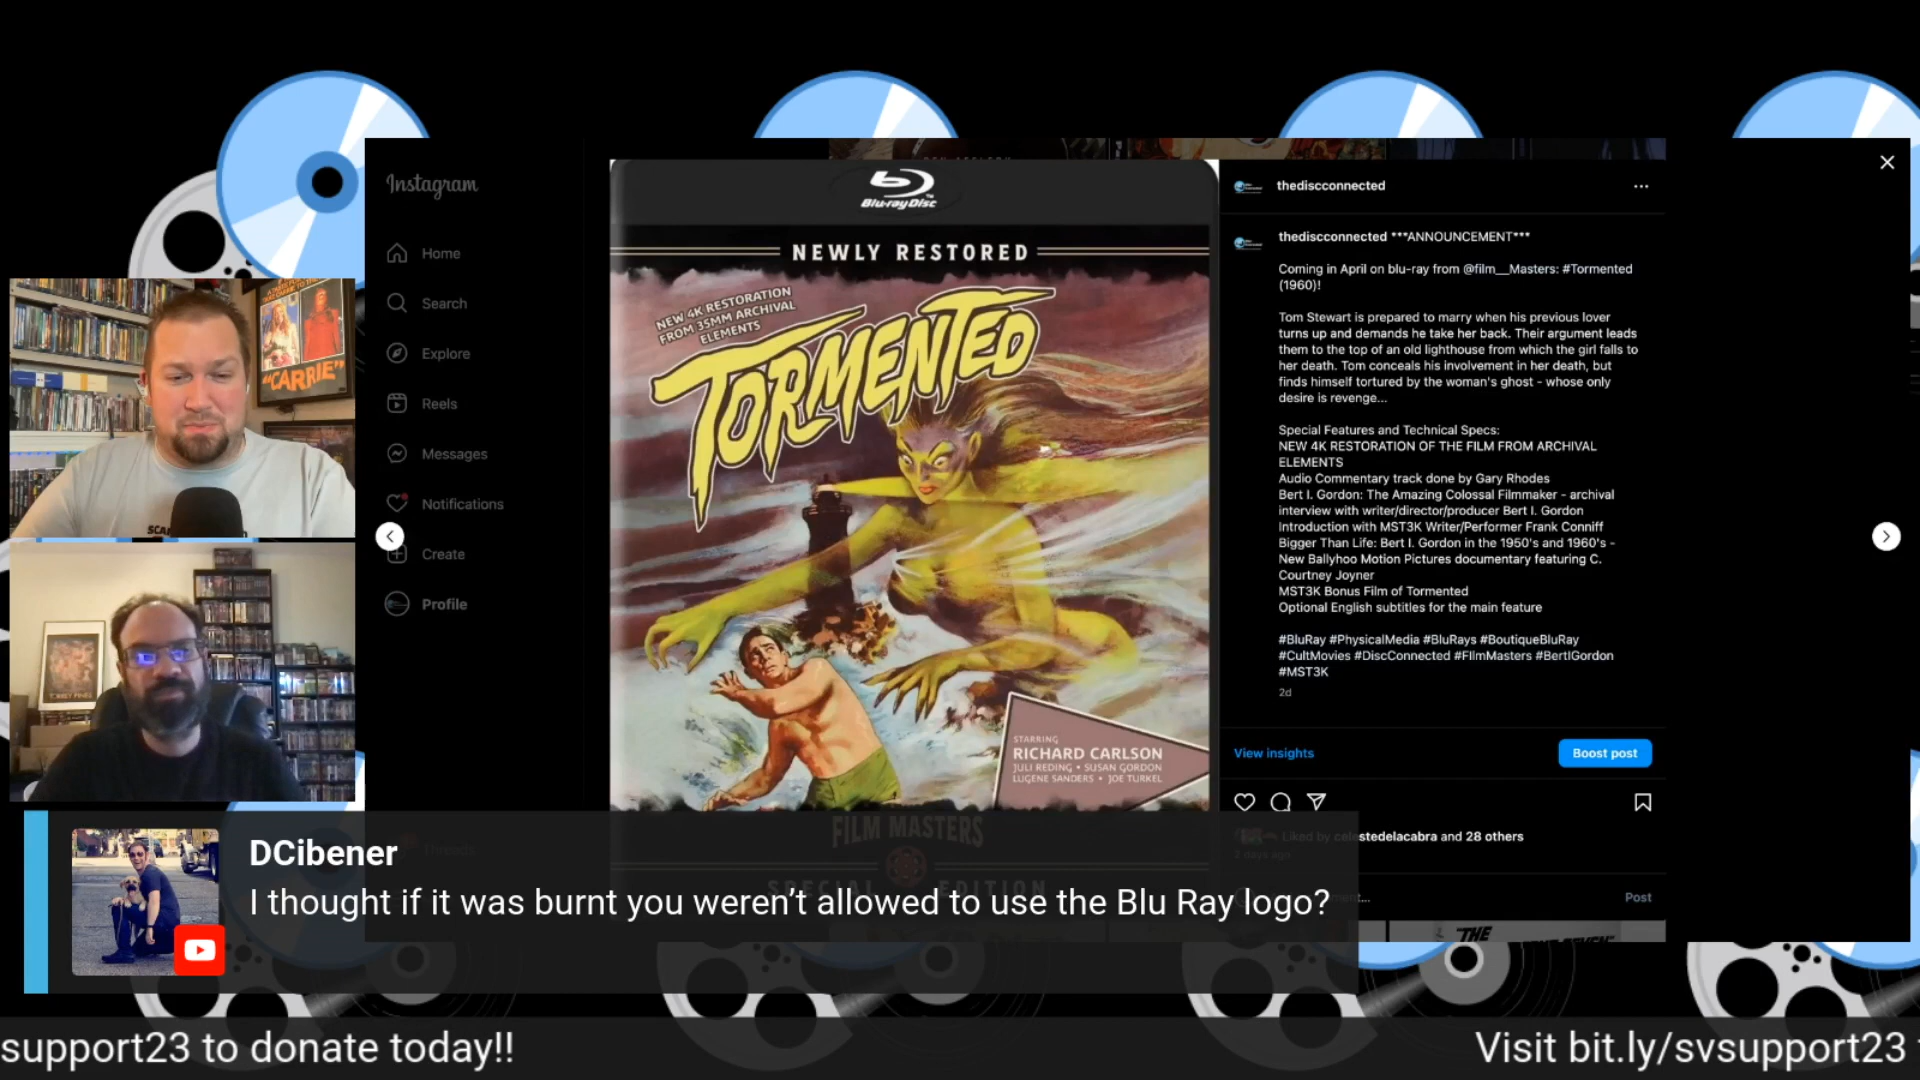 Instagram
Home
Search
Explore
Reels
Messages
Notifications
Create
Profile
Blu-ray Disc
NEWLY RESTORED
NEW 4K RESTORATION
FROM 35MM ARCHIVAL
ELEMENTS
TORMENTED
STARRING
RICHARD CARLSON
JULI REDING • SUSAN GORDON
LUGENE SANDERS • JOE TURKEL
FILM MASTERS
SPECIAL EDITION
thediscconnected
thediscconnected ***ANNOUNCEMENT***
Coming in April on blu-ray from @film__Masters: #Tormented
(1960)!
Tom Stewart is prepared to marry when his previous lover
turns up and demands he take her back. Their argument leads
them to the top of an old lighthouse from which the girl falls to
her death. Tom conceals his involvement in her death, but
finds himself tortured by the woman's ghost - whose only
desire is revenge...
Special Features and Technical Specs:
NEW 4K RESTORATION OF THE FILM FROM ARCHIVAL
ELEMENTS
Audio Commentary track done by Gary Rhodes
Bert I. Gordon: The Amazing Colossal Filmmaker - archival
interview with writer/director/producer Bert I. Gordon
Introduction with MST3K Writer/Performer Frank Conniff
Bigger Than Life: Bert I. Gordon in the 1950's and 1960's -
New Ballyhoo Motion Pictures documentary featuring C.
Courtney Joyner
MST3K Bonus Film of Tormented
Optional English subtitles for the main feature
#BluRay #PhysicalMedia #BluRays #BoutiqueBluRay
#CultMovies #DiscConnected #FIlmMasters #BertIGordon
#MST3K
2d
View insights
Boost post
Liked by celestedelacabra and 28 others
2 days ago
Post
THE
"CARRIE"
DCibener
I thought if it was burnt you weren't allowed to use the Blu Ray logo?
support23 to donate today!!
Visit bit.ly/svsupport23